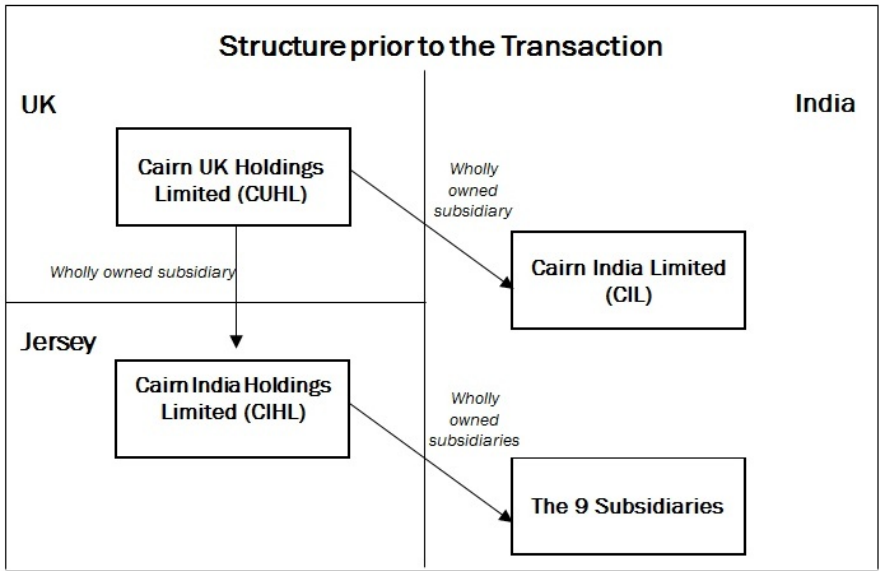 Structure prior to the Transaction
UK
India
Cairn UK Holdings
Limited (CUHL)
Wholly
owned
subsidiary
Wholly owned subsidiary
Cairn India Limited
(CIL)
Jersey
Cairn India Holdings
Limited (CIHL)
Wholly
owned
subsidiaries
The 9 Subsidiaries